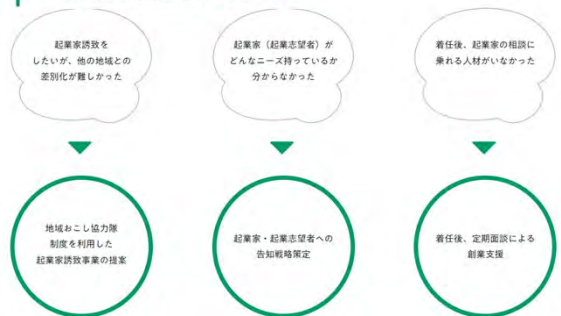 起業家誘致を
したいが、他の地域との
差別化が難しかった
起業家（起業志望者）が
どんなニーズ持っているか
分からなかった
着任後、起業家の相談に
乗れる人材がいなかった
地域おこし協力隊
制度を利用した
起業家誘致事業の提案
起業家・起業志望者への
告知戦略策定
着任後、定期面談による
創業支援